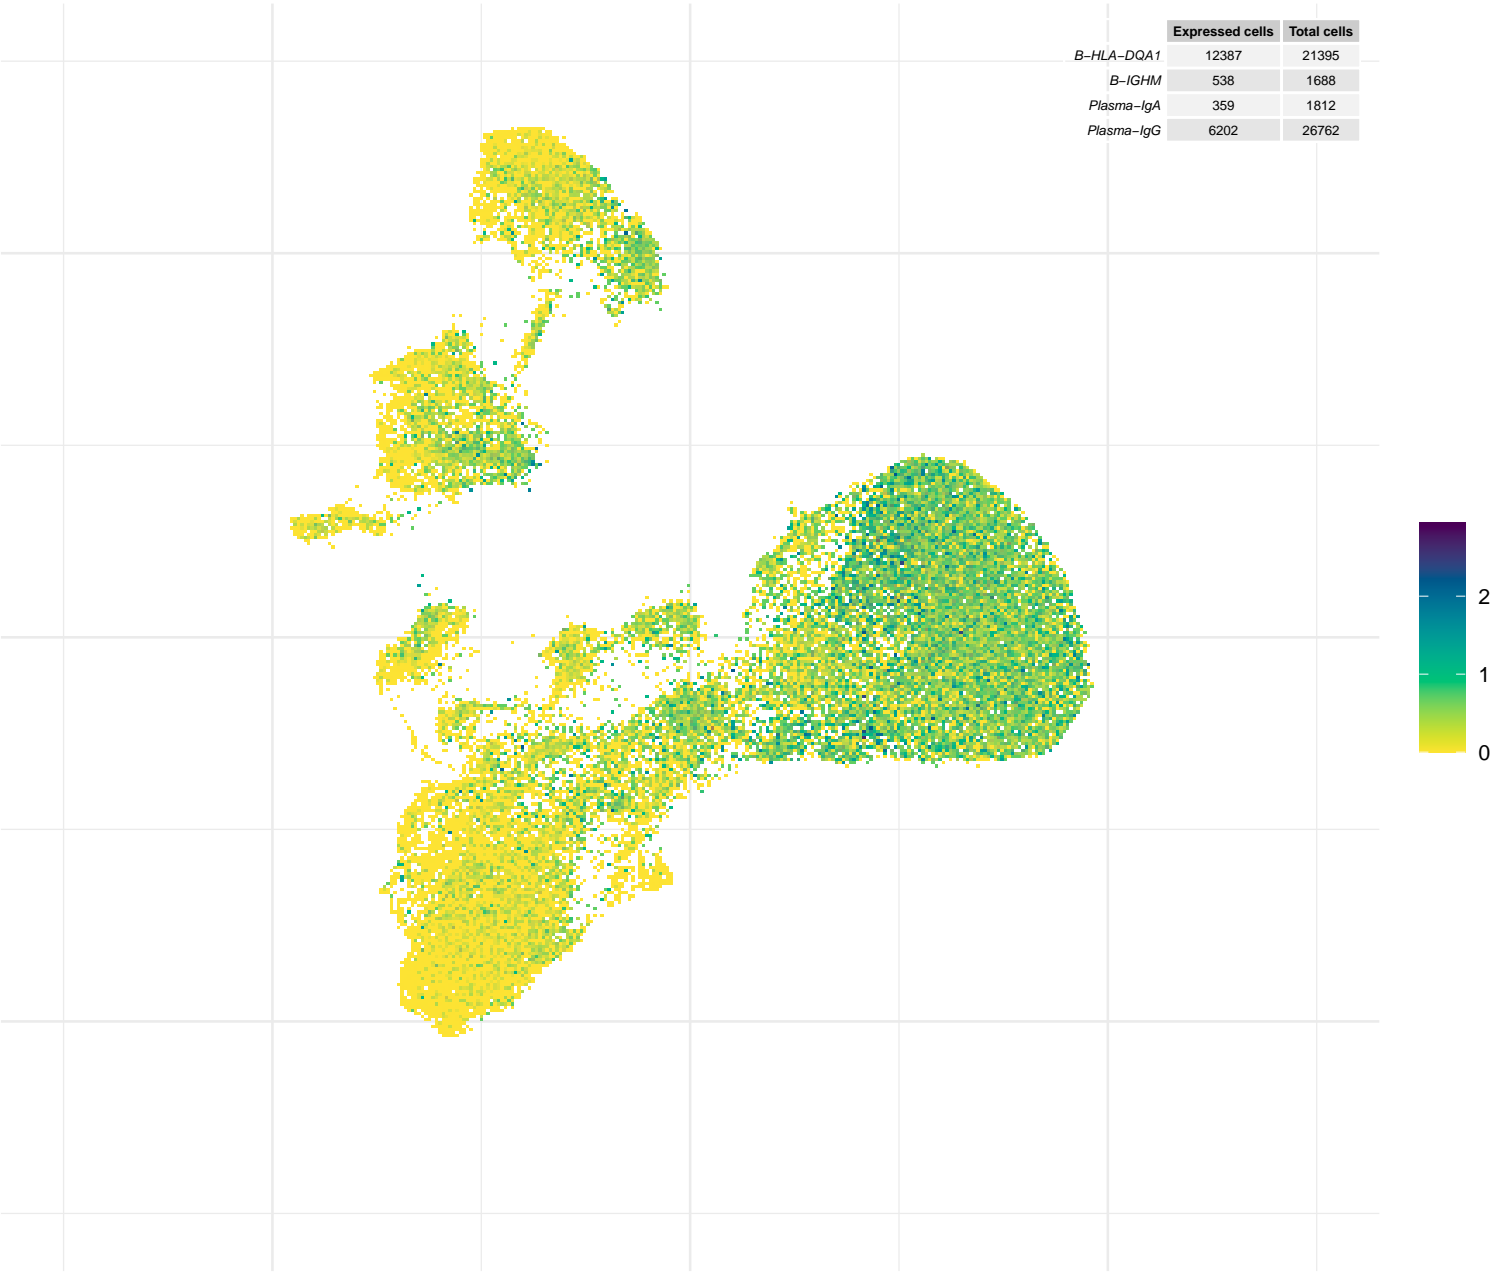 Expressed cells Total cells
B−HLA−DQA1 12387 21395
B−IGHM 538 1688
Plasma−IgA 359 1812
Plasma−IgG 6202 26762
2
1
0